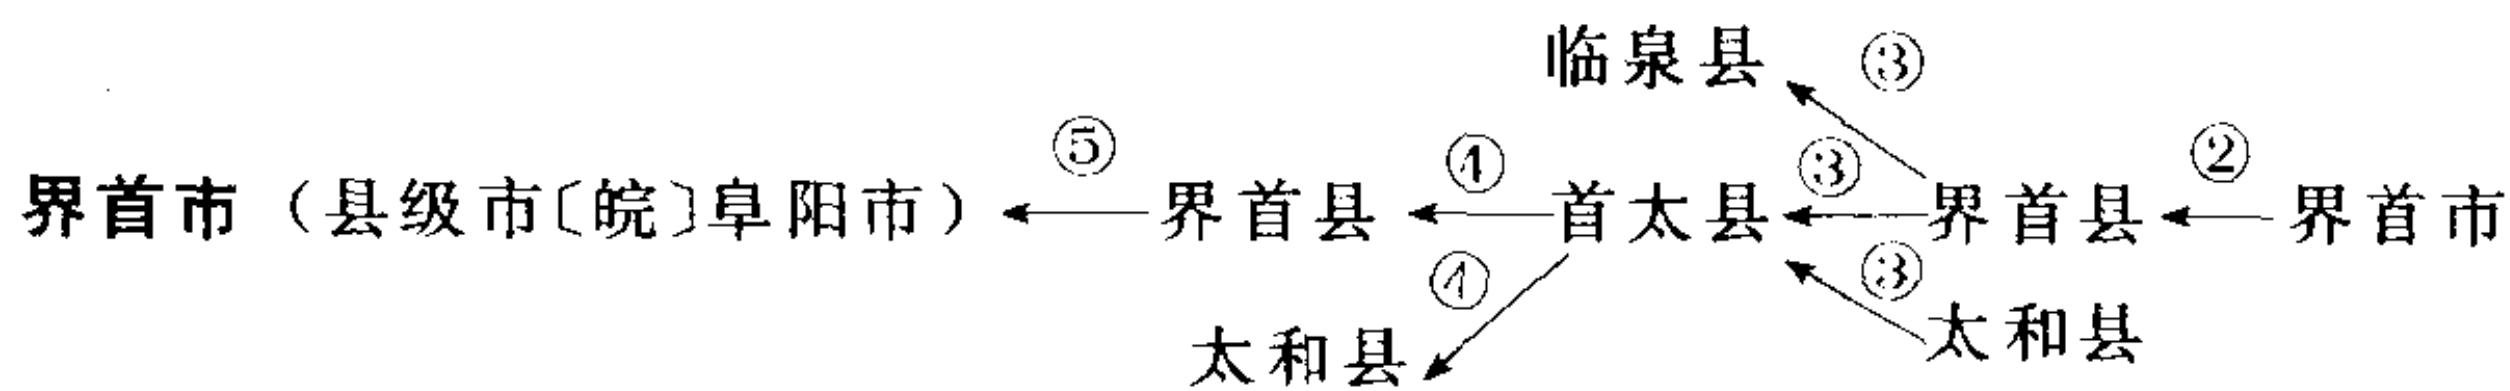 临泉县 ③
界首市（县级市〔皖〕阜阳市） ⑤ 界首县 ④ 首太县 ③ 界首县 ② 界首市
④ ③
太和县 太和县